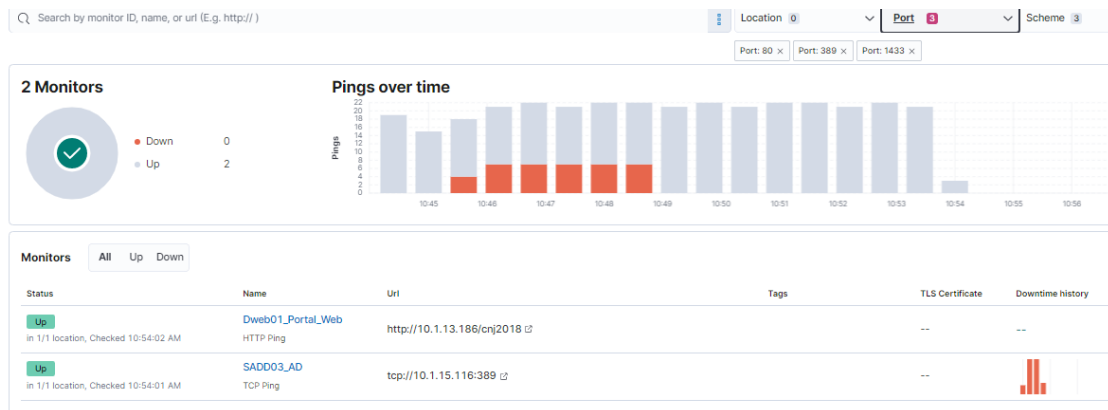 Search by monitor ID, name, or url (E.g. http:// )
Location 0
Port 3
Scheme 3
Port: 80 × Port: 389 × Port: 1433 ×
2 Monitors
Down 0
Up 2
Pings over time
Pings
22
20
18
16
14
12
10
8
6
4
2
0
10:45 10:46 10:47 10:48 10:49 10:50 10:51 10:52 10:53 10:54 10:55 10:56
Monitors All Up Down
Status Name Url Tags TLS Certificate Downtime history
Up Dweb01_Portal_Web http://10.1.13.186/cnj2018 -- --
in 1/1 location, Checked 10:54:02 AM HTTP Ping
Up SADD03_AD tcp://10.1.15.116:389 --
in 1/1 location, Checked 10:54:01 AM TCP Ping